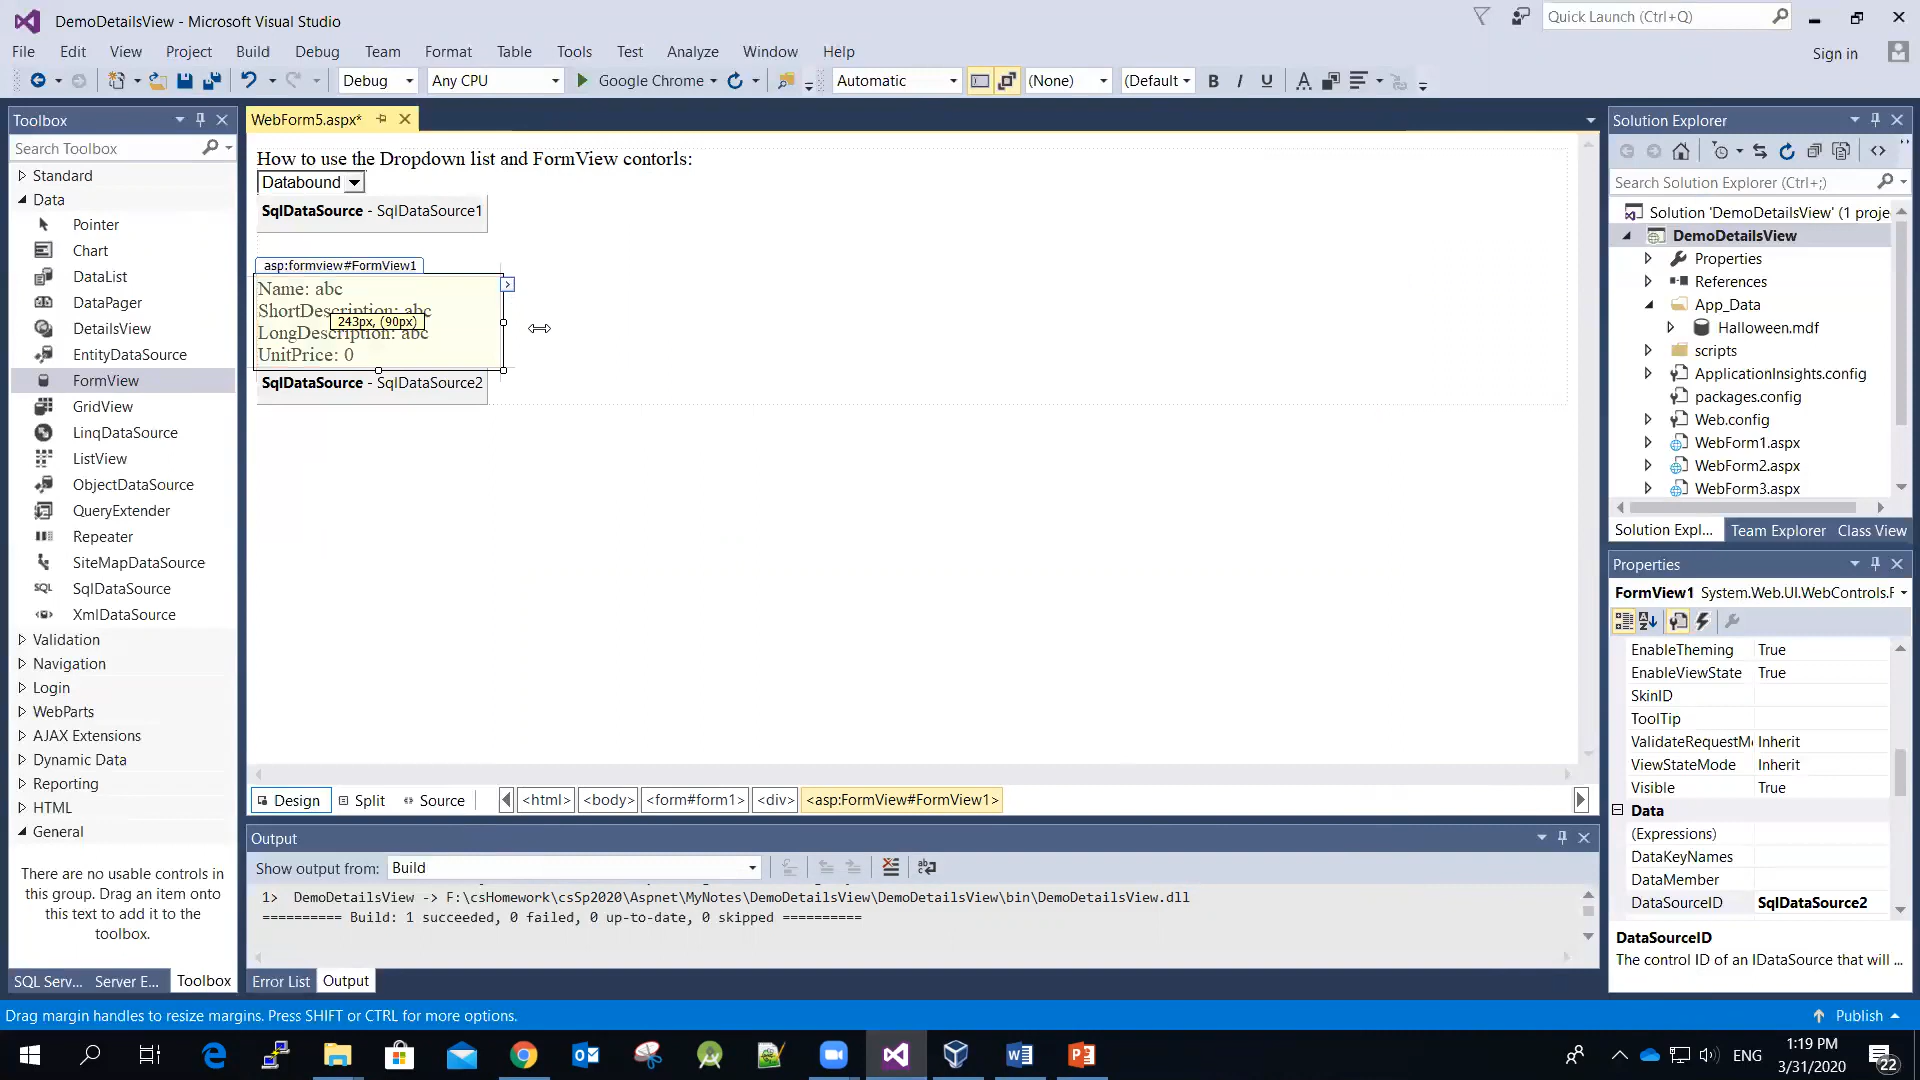 DemoDetailsView - Microsoft Visual Studio
Quick Launch (Ctrl+Q)
File Edit View Project Build Debug Team Format Table Tools Test Analyze Window Help
Sign in
Debug Any CPU Google Chrome Automatic (None) (Default B I U A
Toolbox
Search Toolbox
Standard
Data
Pointer
Chart
DataList
DataPager
DetailsView
EntityDataSource
FormView
GridView
LinqDataSource
ListView
ObjectDataSource
QueryExtender
Repeater
SiteMapDataSource
SQL SqlDataSource
XmlDataSource
Validation
Navigation
Login
WebParts
AJAX Extensions
Dynamic Data
Reporting
HTML
General
There are no usable controls in
this group. Drag an item onto
this text to add it to the
toolbox.
SQL Serv... Server E... Toolbox
WebForm5.aspx*
How to use the Dropdown list and FormView contorls:
Databound
SqlDataSource - SqlDataSource1
asp:formview#FormView1
Name: abc
ShortDescription: abc
243px, (90px)
LongDescription: abc
UnitPrice: 0
SqlDataSource - SqlDataSource2
Design Split Source <html> <body> <form#form1> <div> <asp:FormView#FormView1>
Output
Show output from: Build
1> DemoDetailsView -> F:\csHomework\csSp2020\Aspnet\MyNotes\DemoDetailsView\DemoDetailsView\bin\DemoDetailsView.dll
========== Build: 1 succeeded, 0 failed, 0 up-to-date, 0 skipped ==========
Error List Output
Solution Explorer
Search Solution Explorer (Ctrl+;)
Solution 'DemoDetailsView' (1 proje
DemoDetailsView
Properties
References
App_Data
Halloween.mdf
scripts
ApplicationInsights.config
packages.config
Web.config
WebForm1.aspx
WebForm2.aspx
WebForm3.aspx
Solution Expl... Team Explorer Class View
Properties
FormView1 System.Web.UI.WebControls.F
EnableTheming True
EnableViewState True
SkinID
ToolTip
ValidateRequestM Inherit
ViewStateMode Inherit
Visible True
Data
(Expressions)
DataKeyNames
DataMember
DataSourceID SqlDataSource2
DataSourceID
The control ID of an IDataSource that will ...
Drag margin handles to resize margins. Press SHIFT or CTRL for more options.
Publish
ENG
1:19 PM
3/31/2020
22